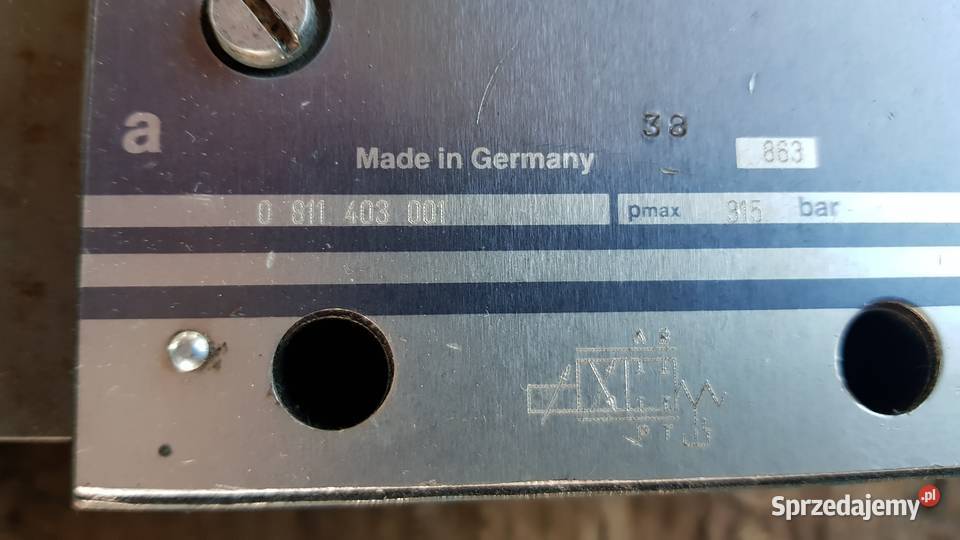 38
a
Made in Germany
863
0 811 403 001
pmax 315 bar
A B
P T
Sprzedajemy.pl